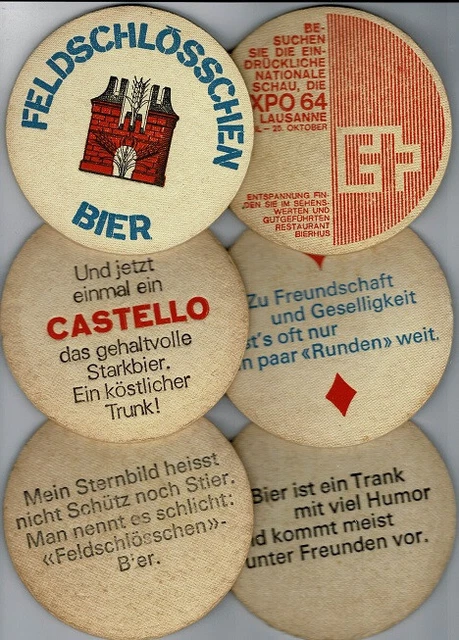 FELDSCHLÖSSCHEN
BIER
BE-
SUCHEN
SIE DIE EIN-
DRÜCKLICHE
NATIONALE
SCHAU, DIE
XPO 64
LAUSANNE
– 25. OKTOBER
ENTSPANNUNG FIN-
DEN SIE IM SEHENS-
WERTEN UND
GUTGEFÜHRTEN
RESTAURANT
BIERHUS
Und jetzt
einmal ein
CASTELLO
das gehaltvolle
Starkbier.
Ein köstlicher
Trunk!
Zu Freundschaft
und Geselligkeit
st's oft nur
n paar «Runden» weit.
Mein Sternbild heisst
nicht Schütz noch Stier.
Man nennt es schlicht:
«Feldschlösschen»-
Bier.
Bier ist ein Trank
mit viel Humor
d kommt meist
unter Freunden vor.